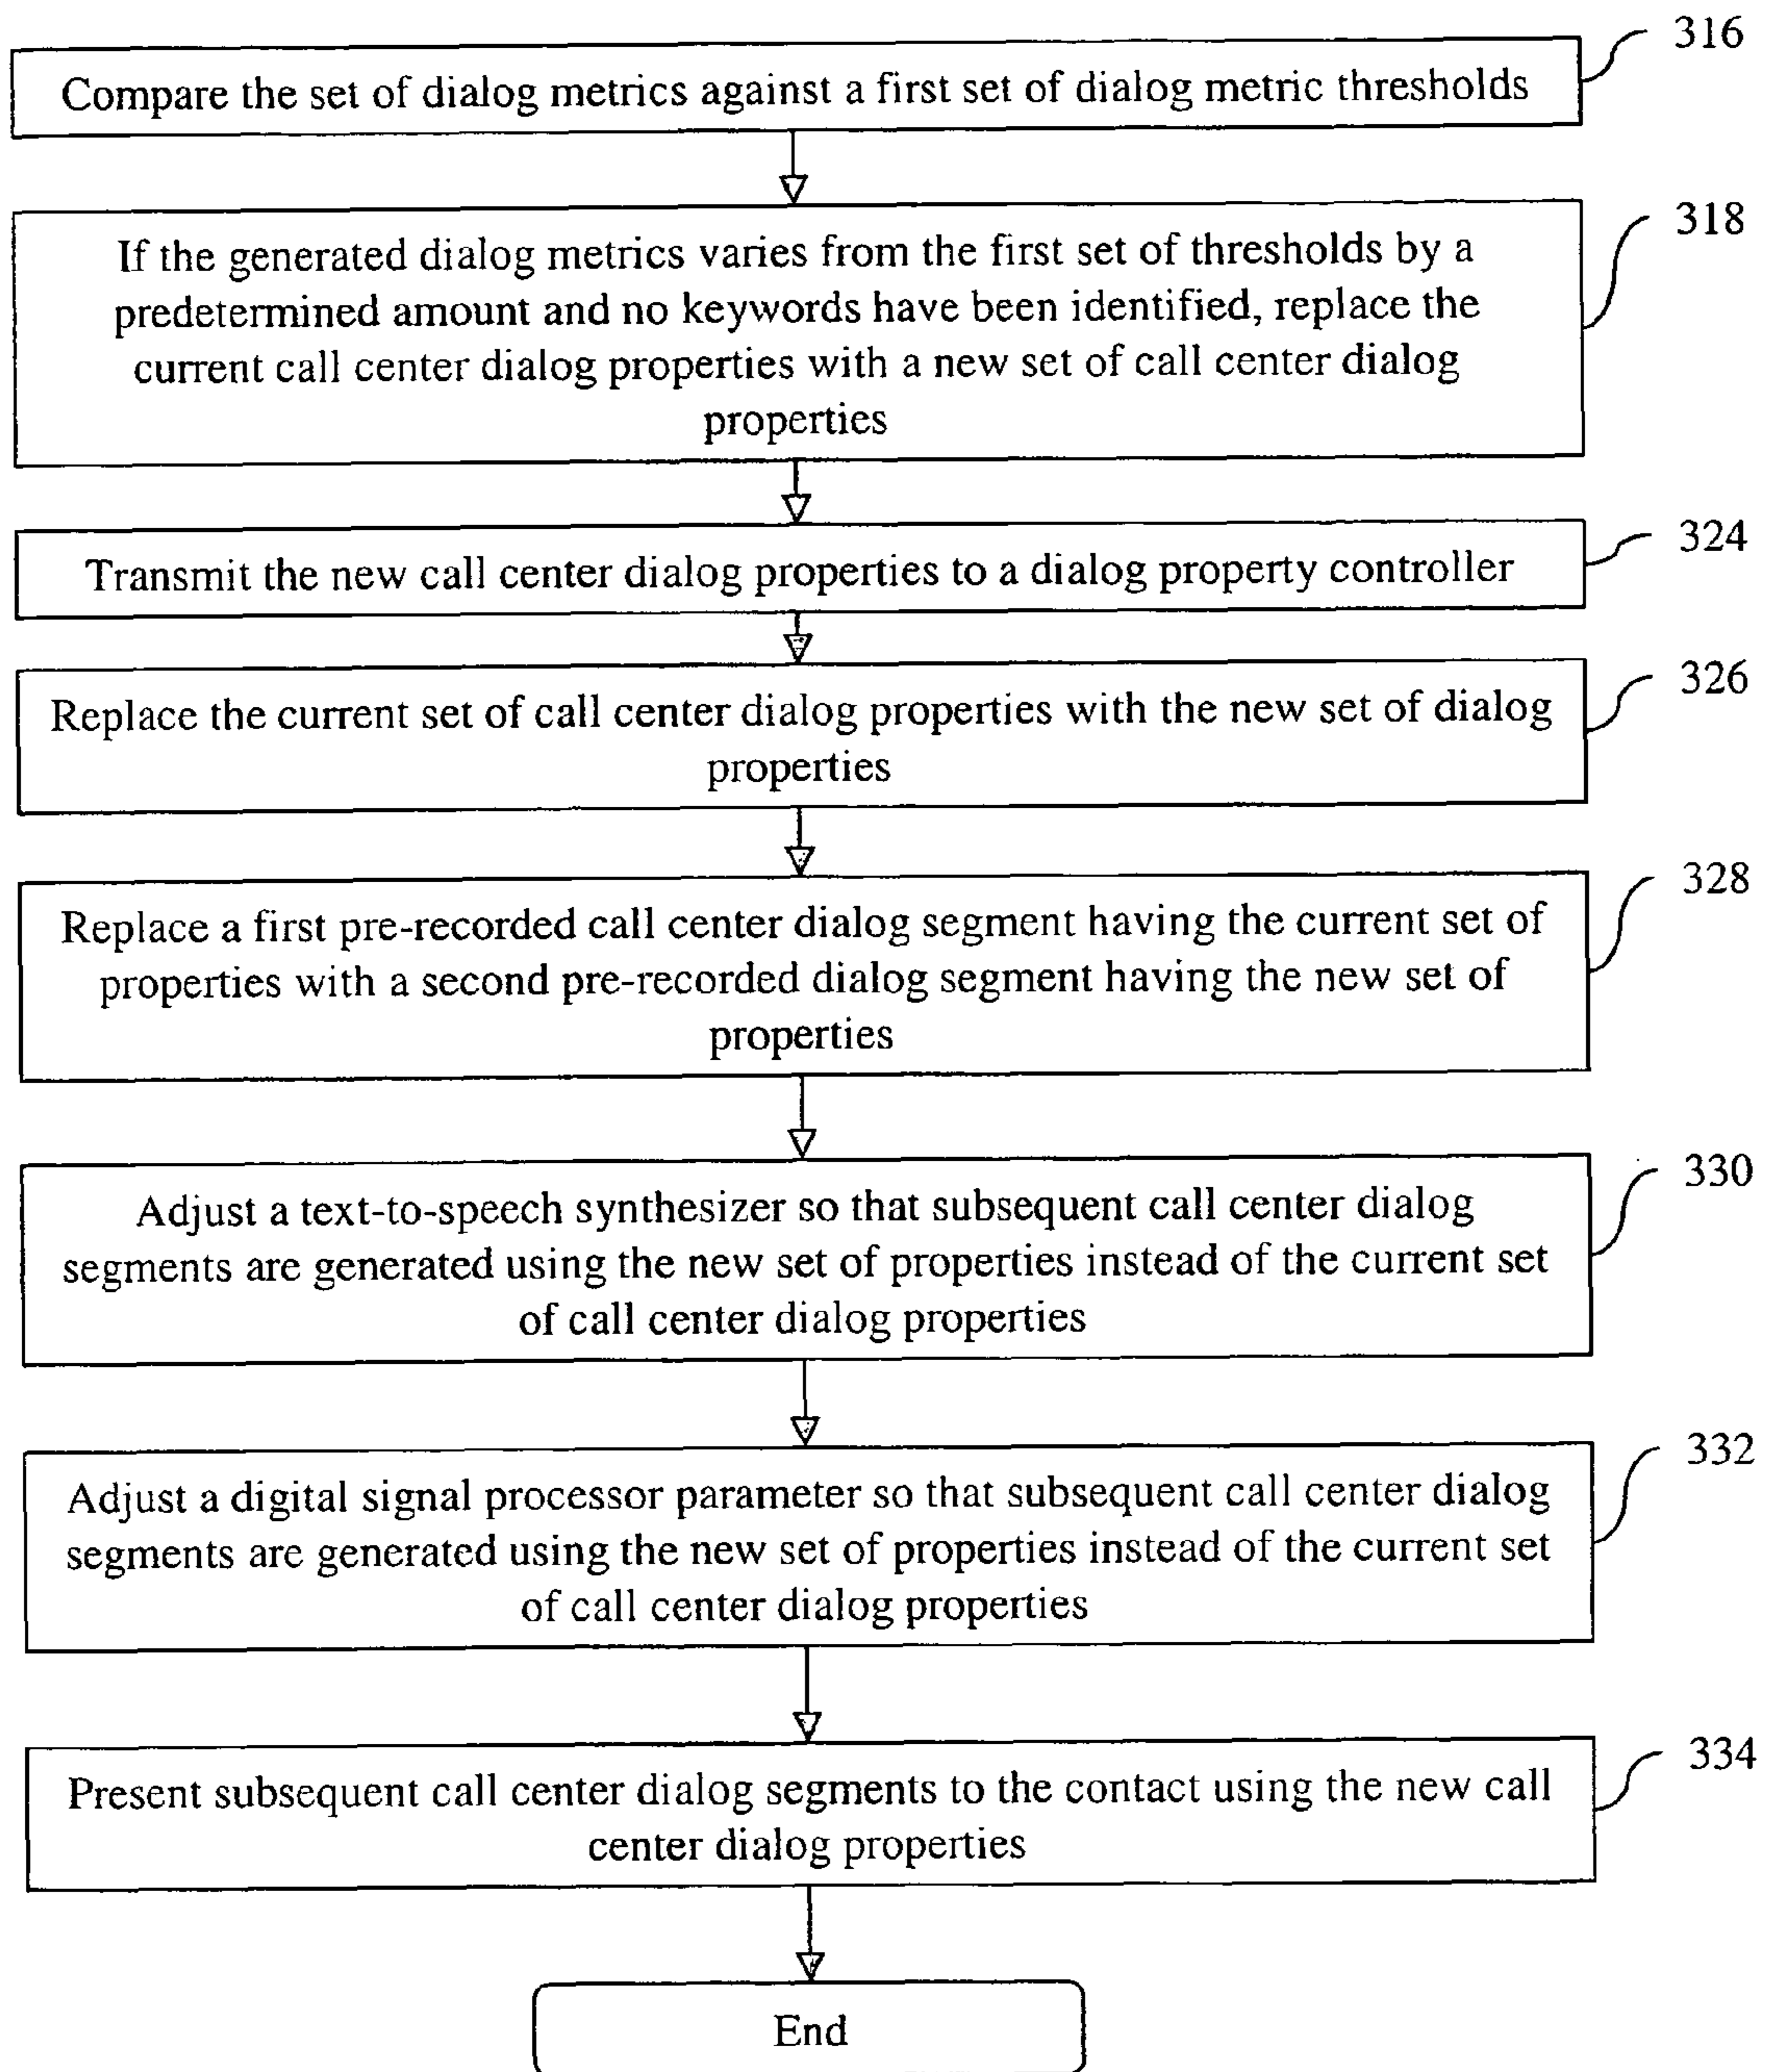 316
Compare the set of dialog metrics against a first set of dialog metric thresholds
318
If the generated dialog metrics varies from the first set of thresholds by a
predetermined amount and no keywords have been identified, replace the
current call center dialog properties with a new set of call center dialog
properties
324
Transmit the new call center dialog properties to a dialog property controller
326
Replace the current set of call center dialog properties with the new set of dialog
properties
328
Replace a first pre-recorded call center dialog segment having the current set of
properties with a second pre-recorded dialog segment having the new set of
properties
330
Adjust a text-to-speech synthesizer so that subsequent call center dialog
segments are generated using the new set of properties instead of the current set
of call center dialog properties
332
Adjust a digital signal processor parameter so that subsequent call center dialog
segments are generated using the new set of properties instead of the current set
of call center dialog properties
334
Present subsequent call center dialog segments to the contact using the new call
center dialog properties
End